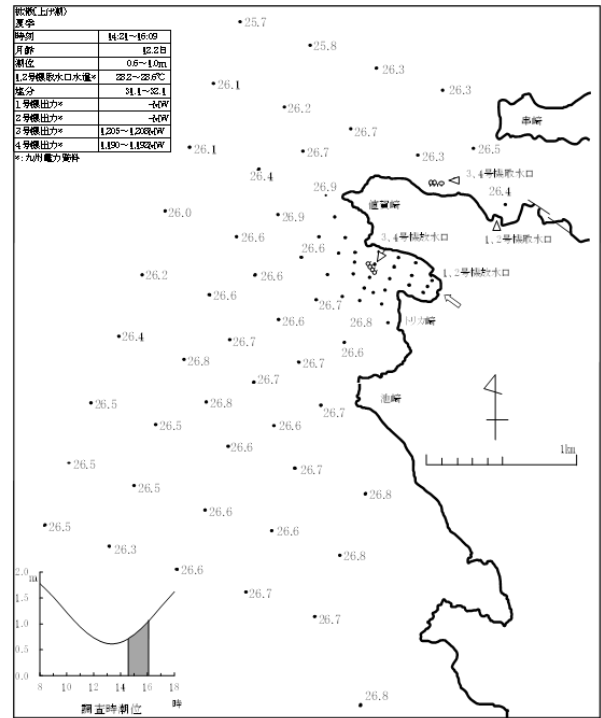 拡散(上げ潮)
夏季
時刻 14:21～16:09
月齢 12.2日
潮位 0.6～1.0m
1,2号機取水口水温* 28.2～28.6℃
塩分 31.1～32.1
1号機出力* -MW
2号機出力* -MW
3号機出力* 1,205～1,208MW
4号機出力* 1,190～1,192MW
*:九州電力資料
25.7
25.8
26.3
26.1
26.3
26.2
串崎
26.7
26.1
26.7
26.3
26.5
26.4
3、4号機取水口
26.9
26.4
値賀崎
26.0
26.9
1、2号機取水口
26.6
26.6
3、4号機放水口
26.2
26.6
1、2号機放水口
26.6
26.7
26.6
26.8
トリカ崎
26.4
26.7
26.6
26.8
26.7
26.7
26.5
26.8
26.7
池崎
26.5
26.6
26.6
1km
26.5
26.7
26.5
26.8
26.6
26.5
26.6
26.3
26.8
26.6
26.7
26.7
26.8
2.0
m
1.5
1.0
0.5
0.0
8 10 12 14 16 18
時
調査時潮位